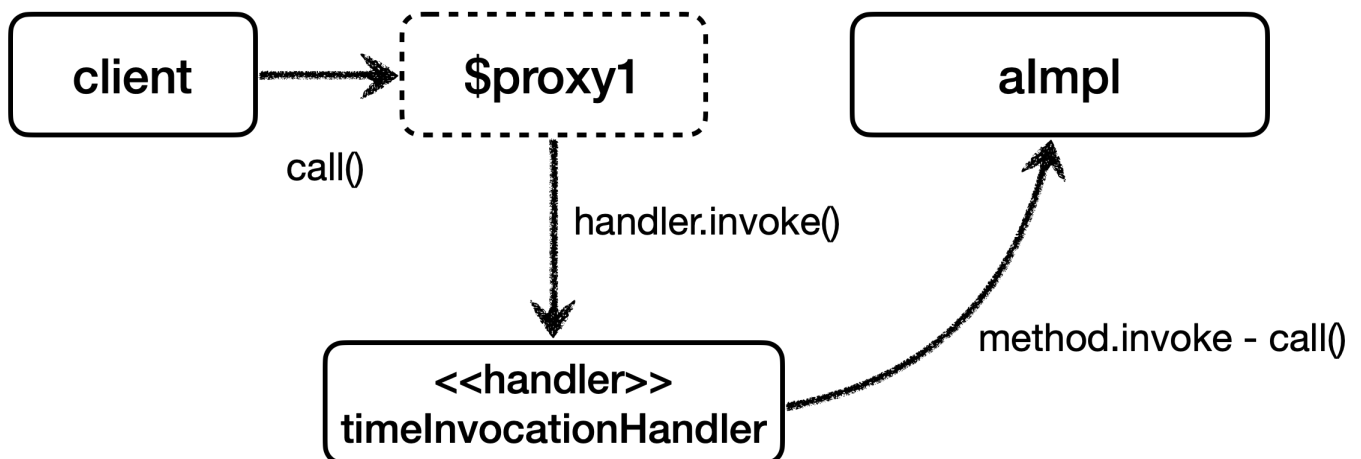 client
$proxy1
aImpl
call()
handler.invoke()
method.invoke - call()
<<handler>>
timeInvocationHandler